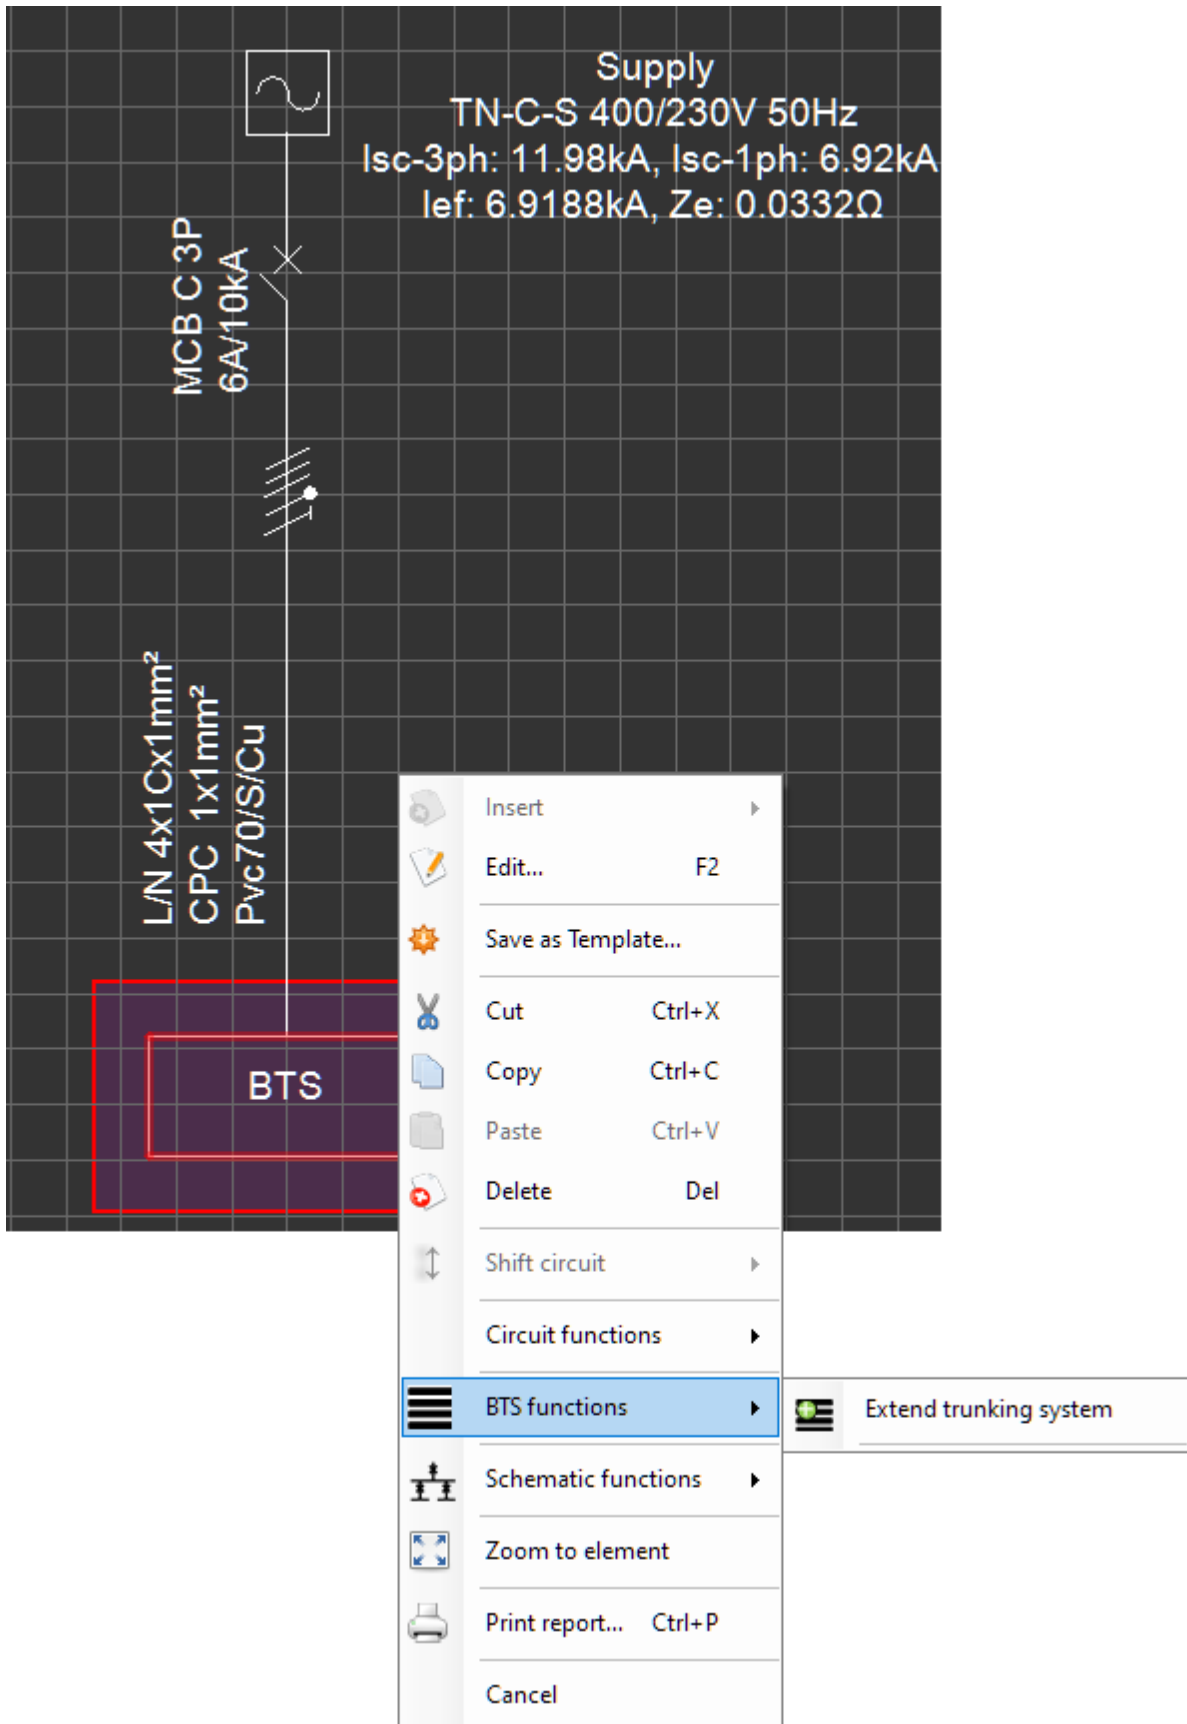 Supply
TN-C-S 400/230V 50Hz
Isc-3ph: 11.98kA, Isc-1ph: 6.92kA
Ief: 6.9188kA, Ze: 0.0332Ω
MCB C 3P
6A/10kA
L/N 4x1Cx1mm²
CPC 1x1mm²
Pvc70/S/Cu
BTS
Insert
Edit... F2
Save as Template...
Cut Ctrl+X
Copy Ctrl+C
Paste Ctrl+V
Delete Del
Shift circuit
Circuit functions
BTS functions
Extend trunking system
Schematic functions
Zoom to element
Print report... Ctrl+P
Cancel